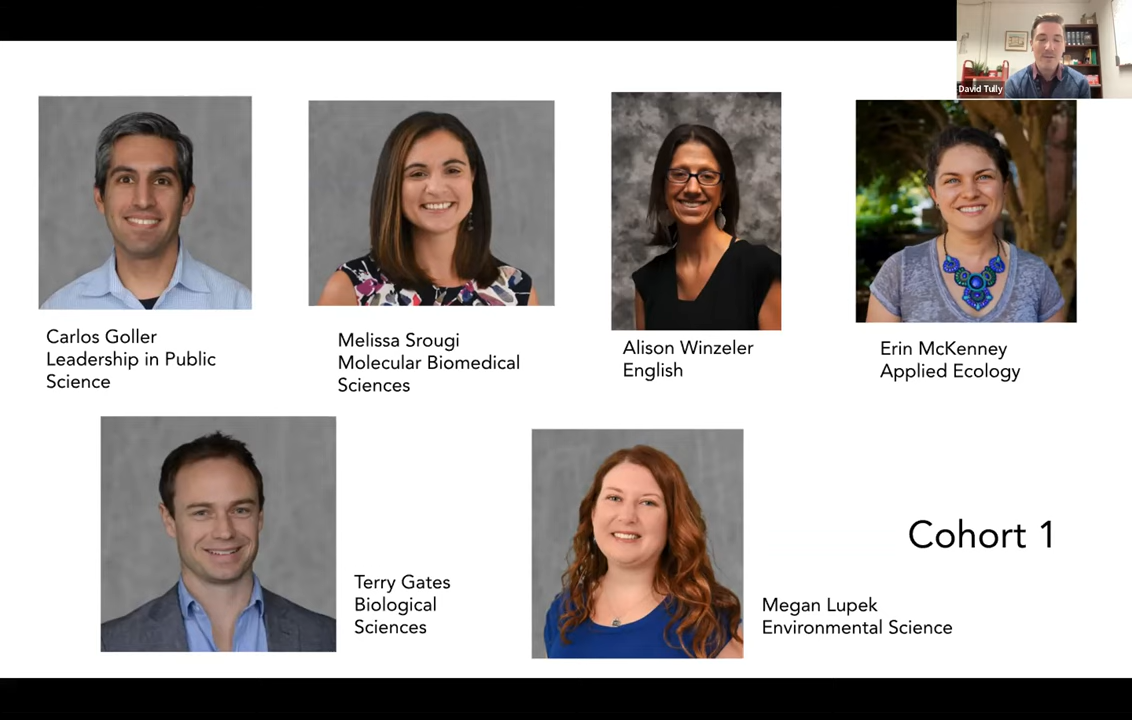 David Tully
Carlos Goller
Leadership in Public
Science
Melissa Srougi
Molecular Biomedical
Sciences
Alison Winzeler
English
Erin McKenney
Applied Ecology
Terry Gates
Biological
Sciences
Megan Lupek
Environmental Science
Cohort 1